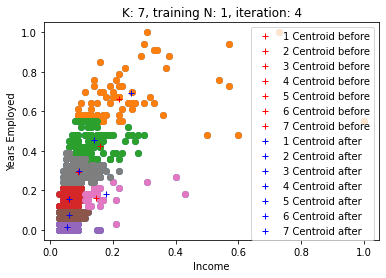 K: 7, training N: 1, iteration: 4
1.0
0.8
0.6
0.4
0.2
0.0
Years Employed
1 Centroid before
2 Centroid before
3 Centroid before
4 Centroid before
5 Centroid before
6 Centroid before
7 Centroid before
1 Centroid after
2 Centroid after
3 Centroid after
4 Centroid after
5 Centroid after
6 Centroid after
7 Centroid after
0.0 0.2 0.4 0.6 0.8 1.0
Income